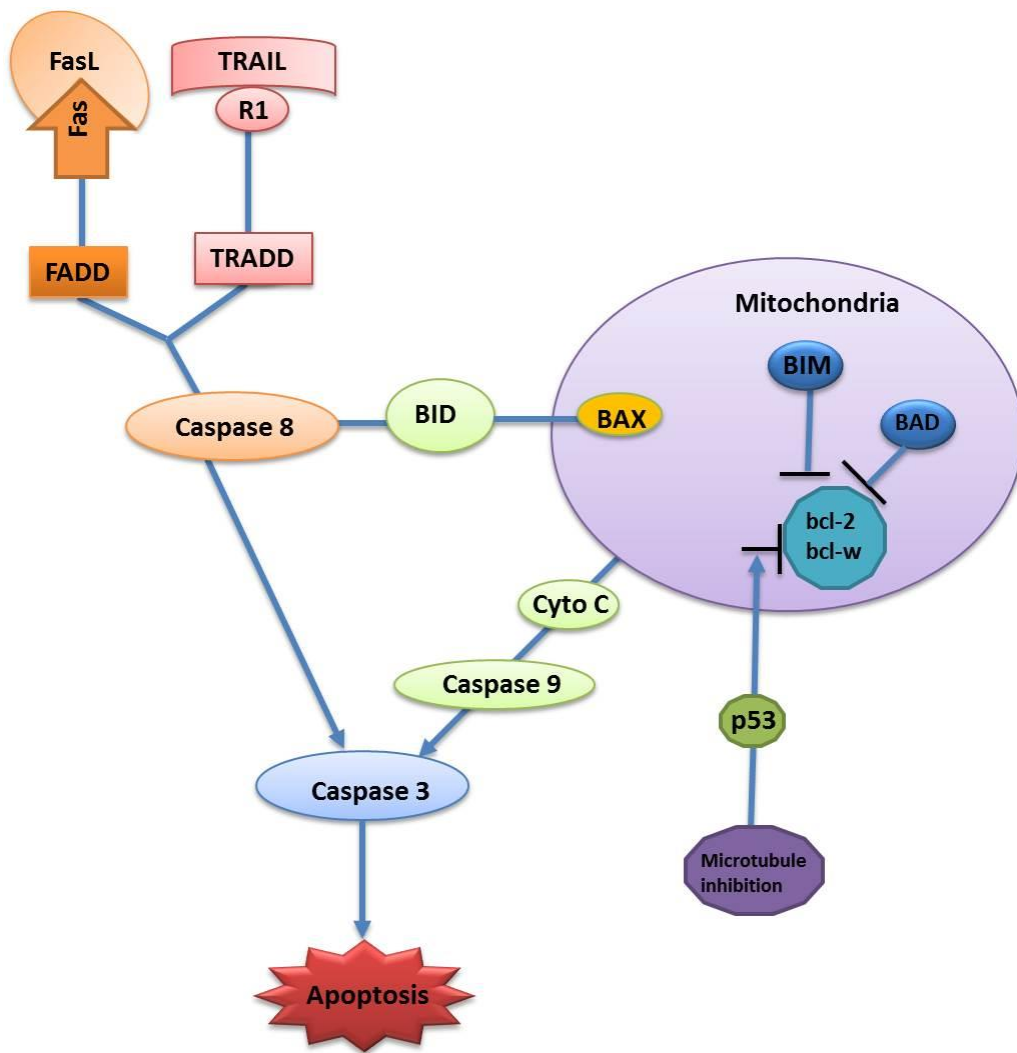 FasL
Fas
TRAIL
R1
FADD
TRADD
Mitochondria
BIM
BAD
Caspase 8
BID
BAX
bcl-2
bcl-w
Cyto C
Caspase 9
p53
Caspase 3
Microtubule
inhibition
Apoptosis